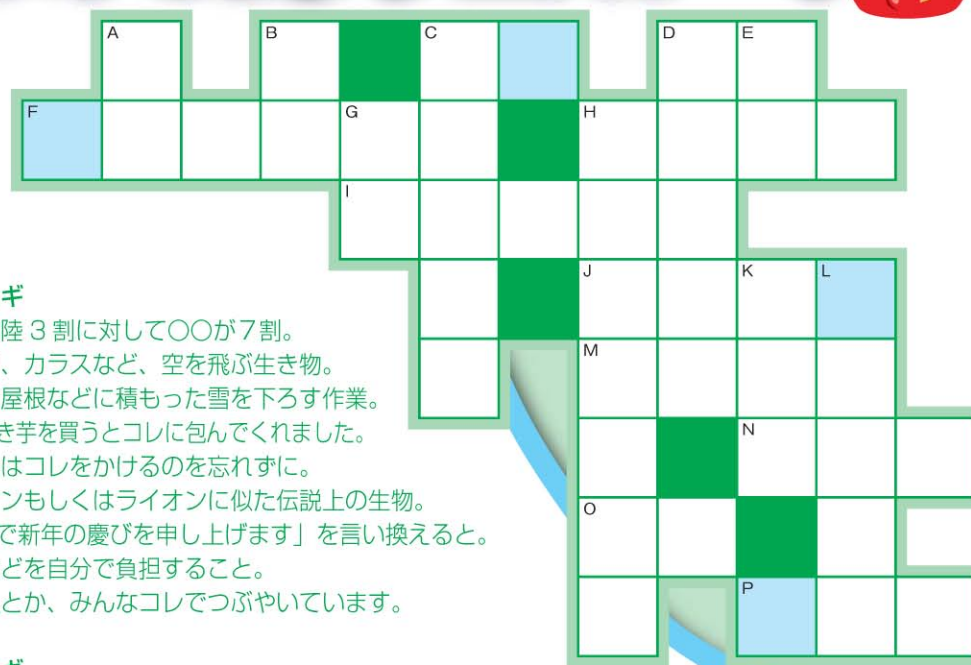 A B C D E
F G H
I
J K L
M
N
O
P
ギ
陸3割に対して〇〇が7割。
、カラスなど、空を飛ぶ生き物。
屋根などに積もった雪を下ろす作業。
き芋を買うとコレに包んでくれました。
はコレをかけるのを忘れずに。
ンもしくはライオンに似た伝説上の生物。
で新年の慶びを申し上げます」を言い換えると。
どを自分で負担すること。
とか、みんなコレでつぶやいています。